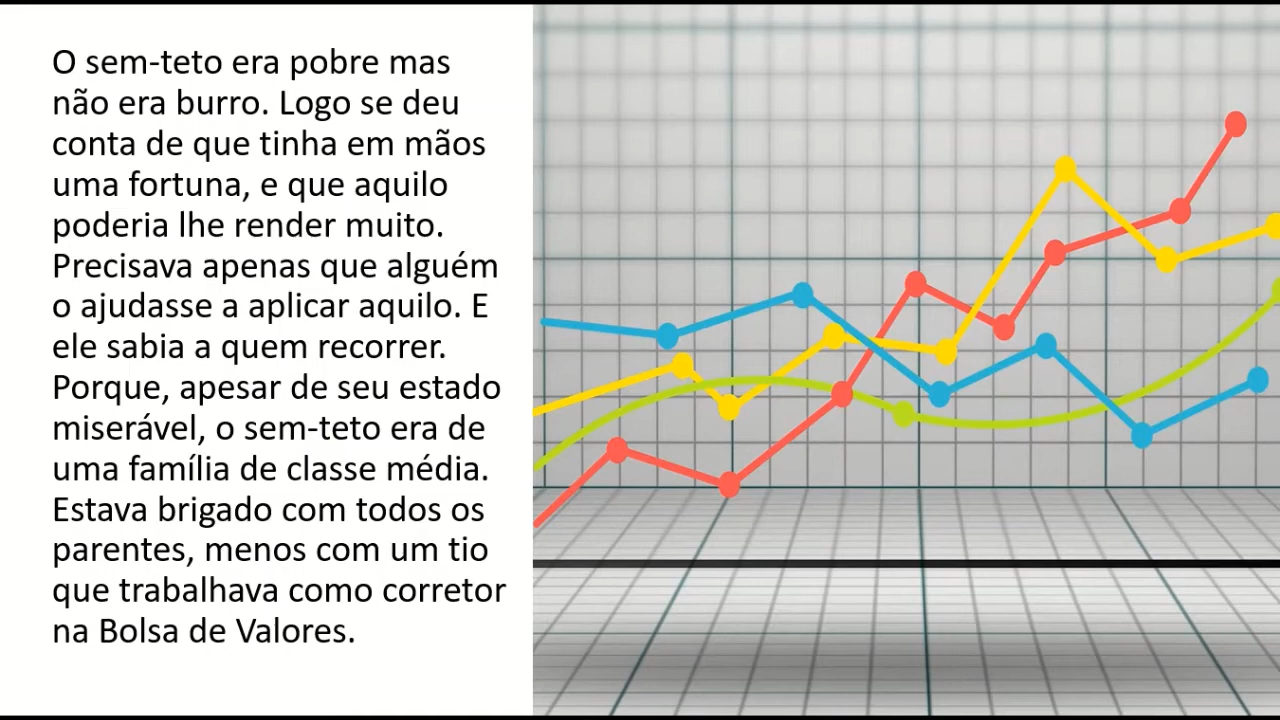 O sem-teto era pobre mas
não era burro. Logo se deu
conta de que tinha em mãos
uma fortuna, e que aquilo
poderia lhe render muito.
Precisava apenas que alguém
o ajudasse a aplicar aquilo. E
ele sabia a quem recorrer.
Porque, apesar de seu estado
miserável, o sem-teto era de
uma família de classe média.
Estava brigado com todos os
parentes, menos com um tio
que trabalhava como corretor
na Bolsa de Valores.